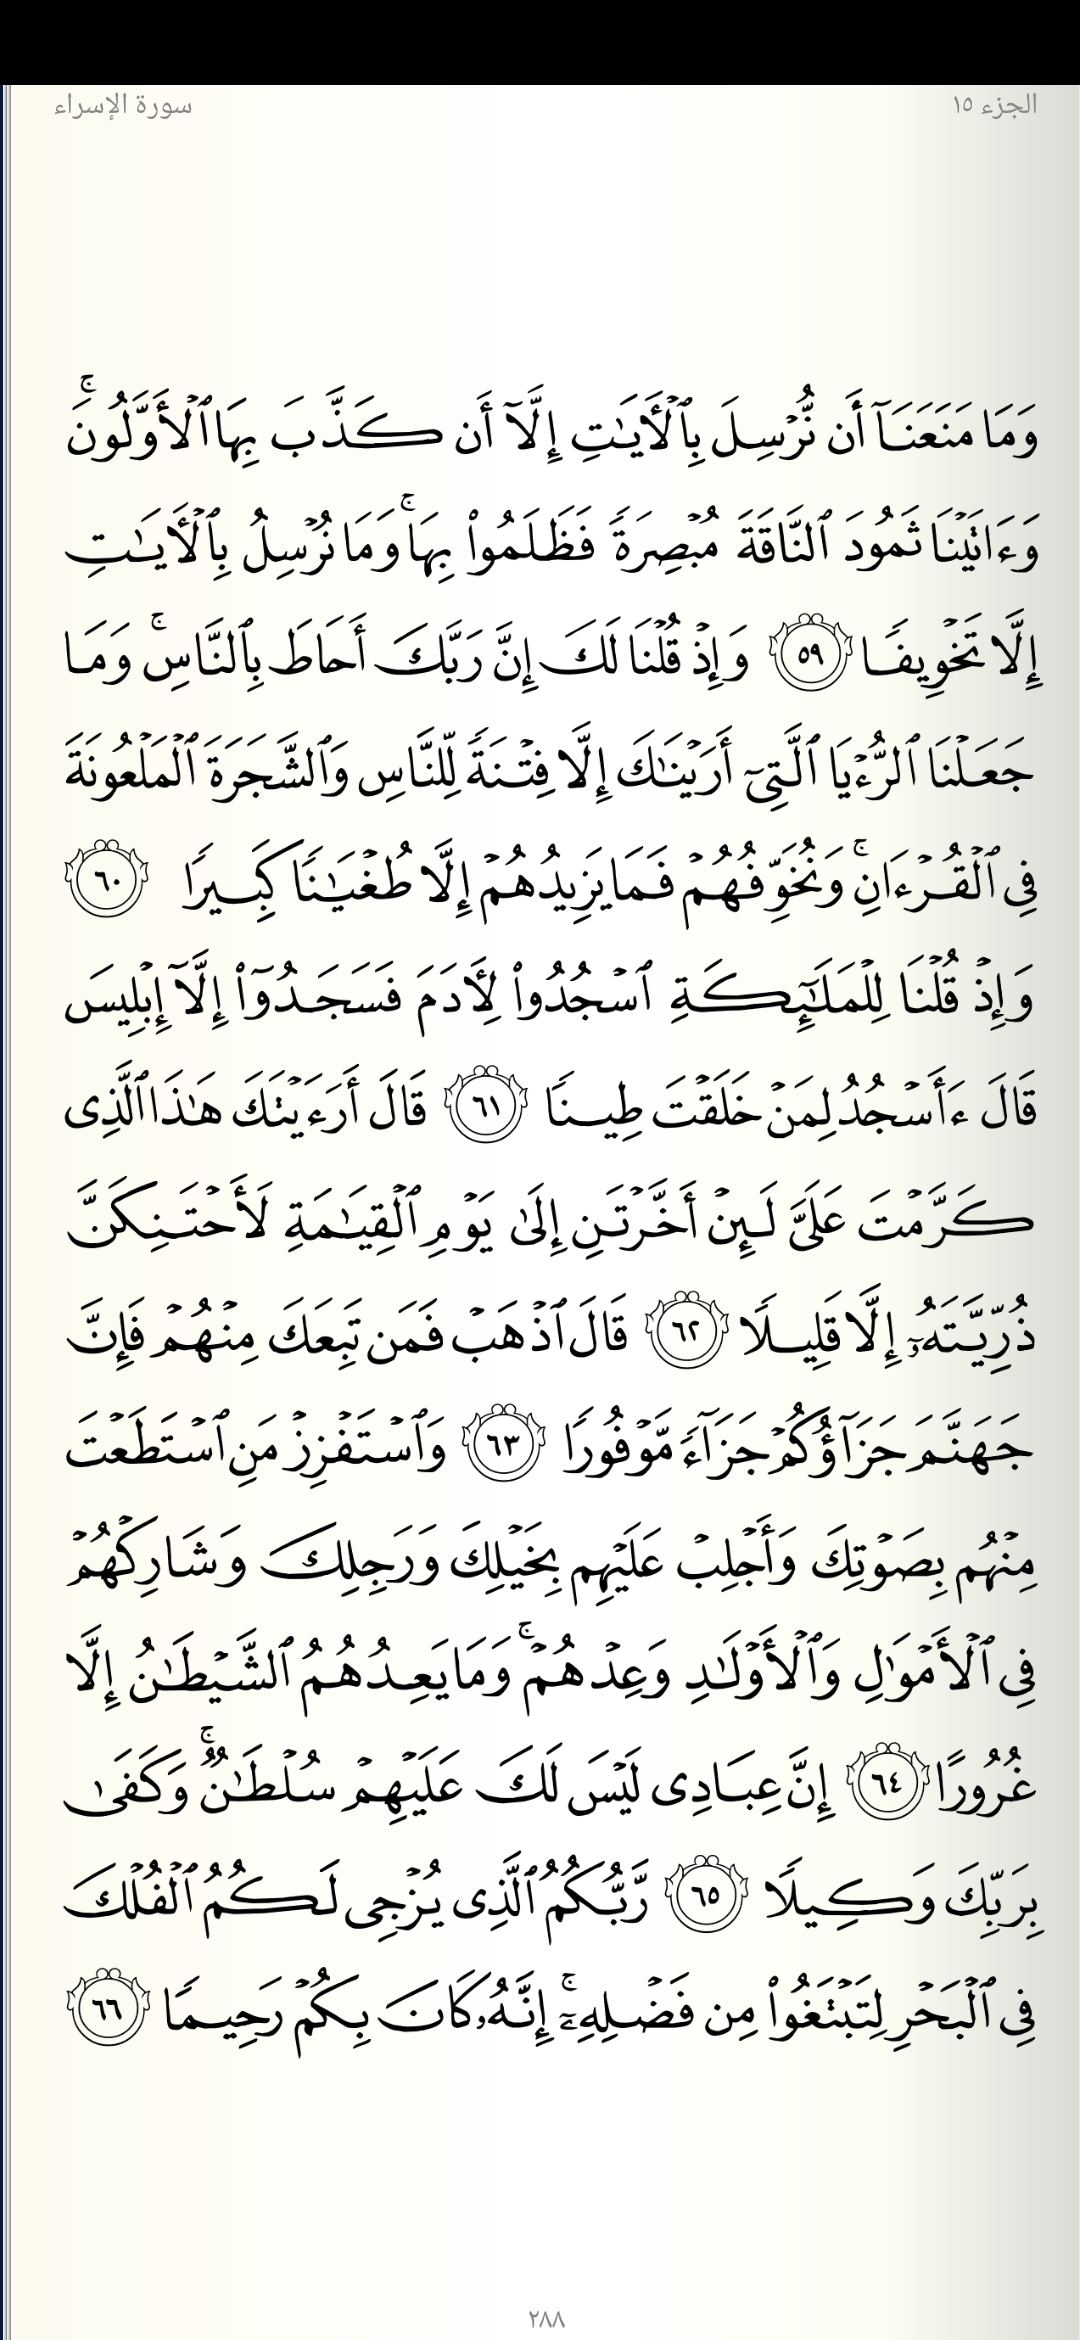 الجزء ١٥
سورة الإسراء
وَمَا مَنَعَنَآ أَن نُّرْسِلَ بِٱلْـَٔايَـٰتِ إِلَّآ أَن كَذَّبَ بِهَا ٱلْأَوَّلُونَ ۚ
وَءَاتَيْنَا ثَمُودَ ٱلنَّاقَةَ مُبْصِرَةً فَظَلَمُوا۟ بِهَا ۚ وَمَا نُرْسِلُ بِٱلْـَٔايَـٰتِ
إِلَّا تَخْوِيفًا ٥٩ وَإِذْ قُلْنَا لَكَ إِنَّ رَبَّكَ أَحَاطَ بِٱلنَّاسِ ۚ وَمَا
جَعَلْنَا ٱلرُّءْيَا ٱلَّتِىٓ أَرَيْنَـٰكَ إِلَّا فِتْنَةً لِّلنَّاسِ وَٱلشَّجَرَةَ ٱلْمَلْعُونَةَ
فِى ٱلْقُرْءَانِ ۚ وَنُخَوِّفُهُمْ فَمَا يَزِيدُهُمْ إِلَّا طُغْيَـٰنًا كَبِيرًا ٦٠
وَإِذْ قُلْنَا لِلْمَلَـٰٓئِكَةِ ٱسْجُدُوا۟ لِـَٔادَمَ فَسَجَدُوٓا۟ إِلَّآ إِبْلِيسَ
قَالَ ءَأَسْجُدُ لِمَنْ خَلَقْتَ طِينًا ٦١ قَالَ أَرَءَيْتَكَ هَـٰذَا ٱلَّذِى
كَرَّمْتَ عَلَىَّ لَئِنْ أَخَّرْتَنِ إِلَىٰ يَوْمِ ٱلْقِيَـٰمَةِ لَأَحْتَنِكَنَّ
ذُرِّيَّتَهُۥٓ إِلَّا قَلِيلًا ٦٢ قَالَ ٱذْهَبْ فَمَن تَبِعَكَ مِنْهُمْ فَإِنَّ
جَهَنَّمَ جَزَآؤُكُمْ جَزَآءً مَّوْفُورًا ٦٣ وَٱسْتَفْزِزْ مَنِ ٱسْتَطَعْتَ
مِنْهُم بِصَوْتِكَ وَأَجْلِبْ عَلَيْهِم بِخَيْلِكَ وَرَجِلِكَ وَشَارِكْهُمْ
فِى ٱلْأَمْوَٰلِ وَٱلْأَوْلَـٰدِ وَعِدْهُمْ ۚ وَمَا يَعِدُهُمُ ٱلشَّيْطَـٰنُ إِلَّا
غُرُورًا ٦٤ إِنَّ عِبَادِى لَيْسَ لَكَ عَلَيْهِمْ سُلْطَـٰنٌ ۚ وَكَفَىٰ
بِرَبِّكَ وَكِيلًا ٦٥ رَّبُّكُمُ ٱلَّذِى يُزْجِى لَكُمُ ٱلْفُلْكَ
فِى ٱلْبَحْرِ لِتَبْتَغُوا۟ مِن فَضْلِهِۦٓ ۚ إِنَّهُۥ كَانَ بِكُمْ رَحِيمًا ٦٦
٢٨٨